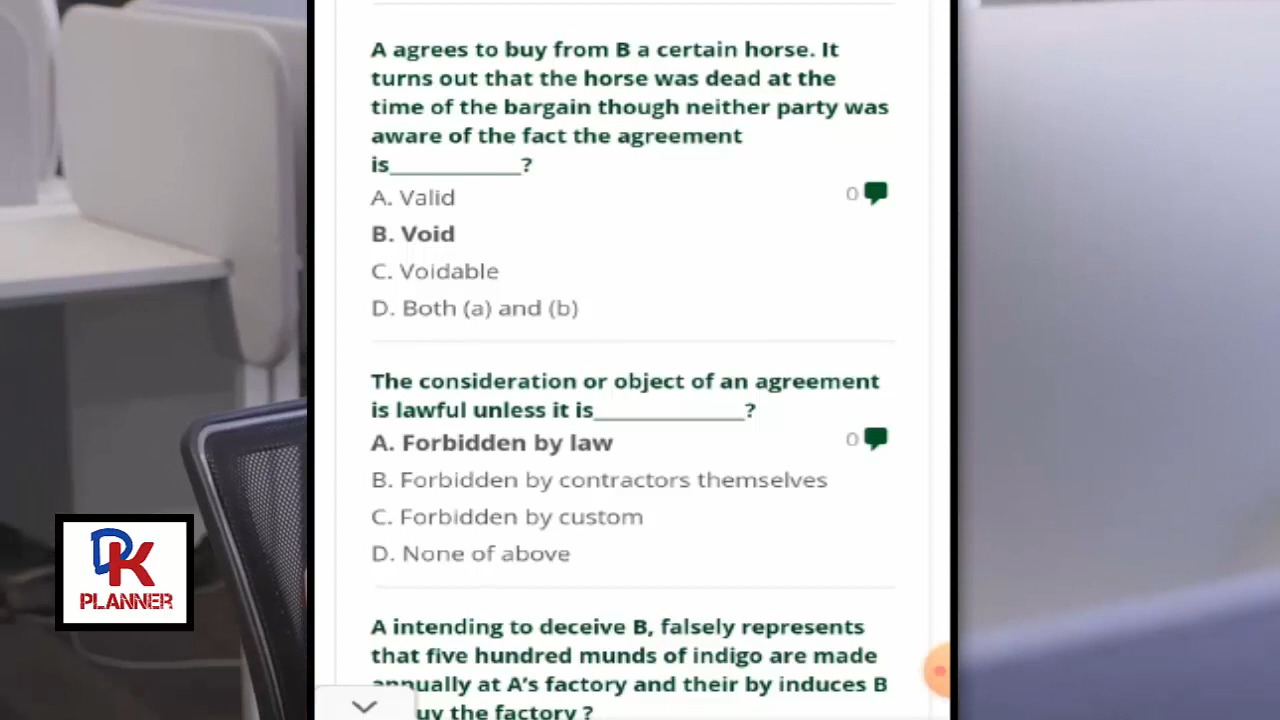 A agrees to buy from B a certain horse. It
turns out that the horse was dead at the
time of the bargain though neither party was
aware of the fact the agreement
is____________?
A. Valid
0
B. Void
C. Voidable
D. Both (a) and (b)
The consideration or object of an agreement
is lawful unless it is______________?
A. Forbidden by law
0
B. Forbidden by contractors themselves
C. Forbidden by custom
D. None of above
A intending to deceive B, falsely represents
that five hundred munds of indigo are made
annually at A's factory and their by induces B
uy the factory ?
DK
PLANNER